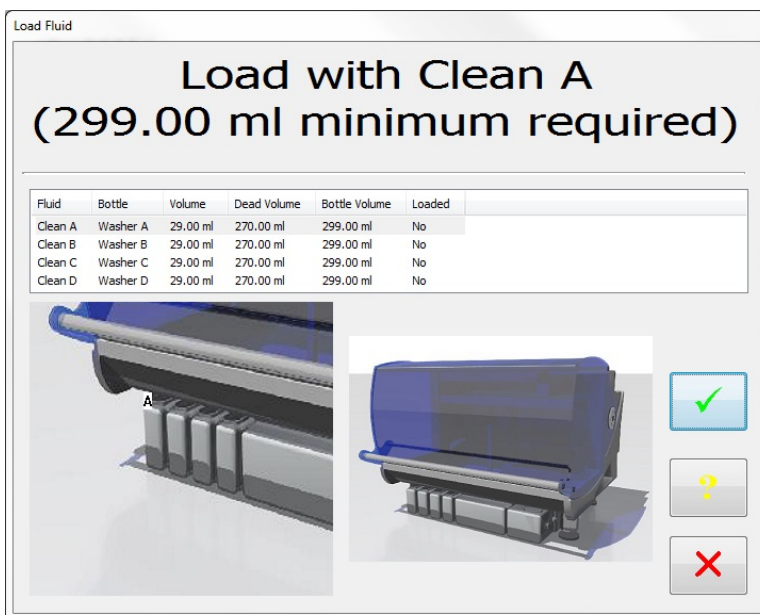 Load Fluid
Load with Clean A
(299.00 ml minimum required)
Fluid Bottle Volume Dead Volume Bottle Volume Loaded
Clean A Washer A 29.00 ml 270.00 ml 299.00 ml No
Clean B Washer B 29.00 ml 270.00 ml 299.00 ml No
Clean C Washer C 29.00 ml 270.00 ml 299.00 ml No
Clean D Washer D 29.00 ml 270.00 ml 299.00 ml No
A
?